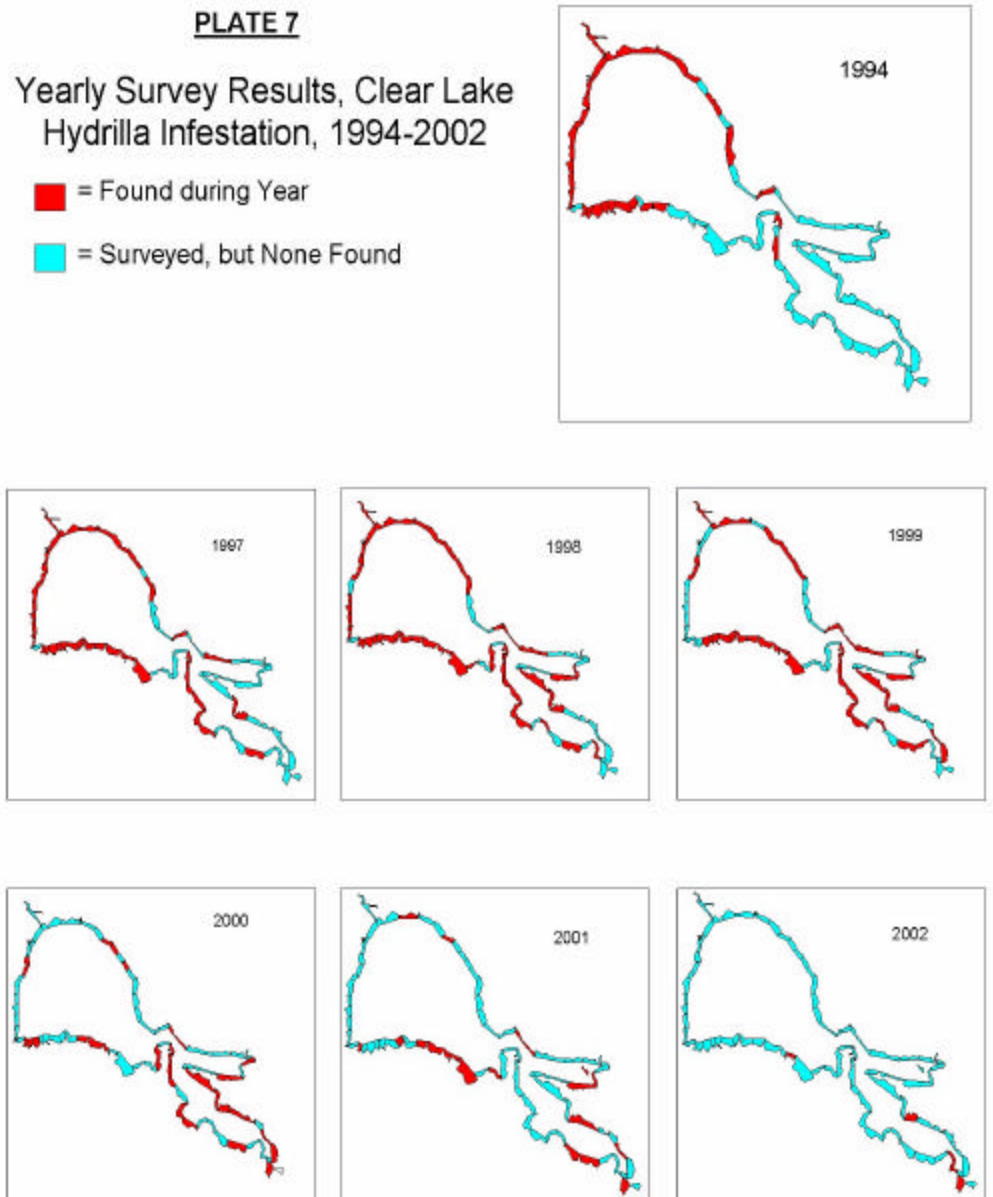 PLATE 7
Yearly Survey Results, Clear Lake
Hydrilla Infestation, 1994-2002
= Found during Year
= Surveyed, but None Found
1994
1997
1998
1999
2000
2001
2002